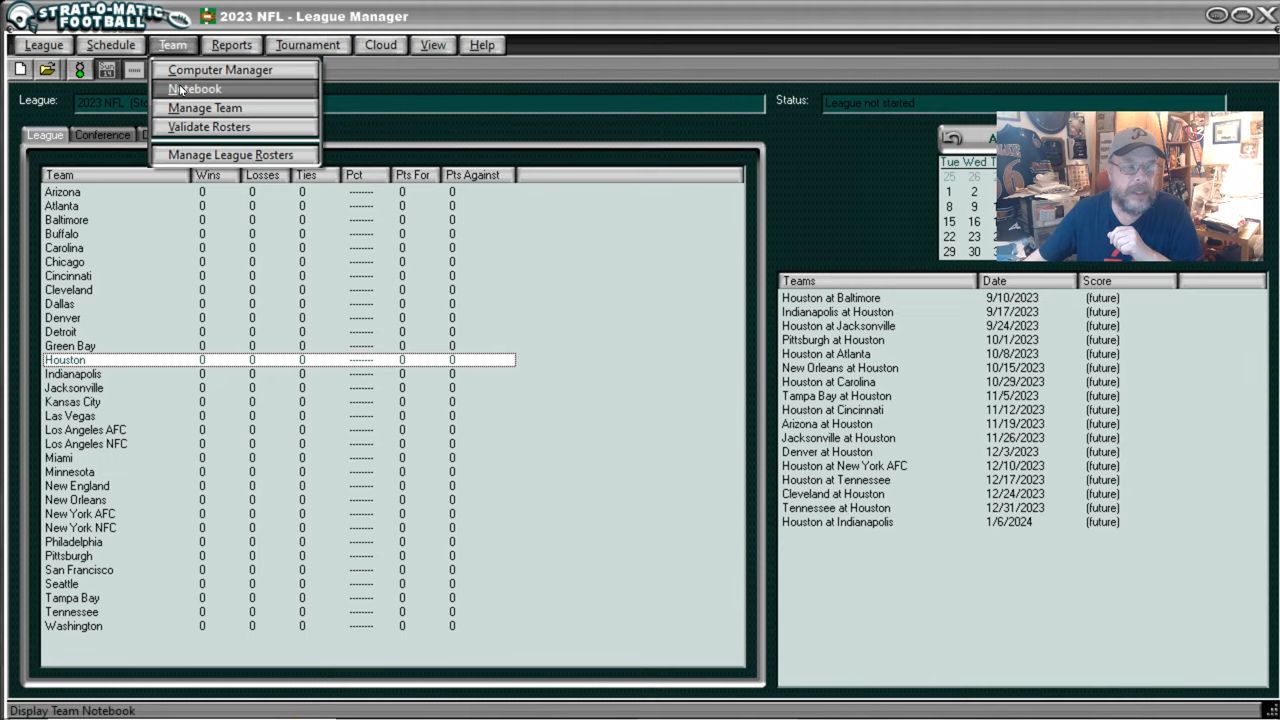 STRAT-O-MATIC FOOTBALL
2023 NFL - League Manager
League Schedule Team Reports Tournament Cloud View Help
Sun 14
Computer Manager
Notebook
Manage Team
Validate Rosters
Manage League Rosters
League: 2023 NFL
Status: League not started
League Conference
Team Wins Losses Ties Pct Pts For Pts Against
Arizona 0 0 0 -------- 0 0
Atlanta 0 0 0 -------- 0 0
Baltimore 0 0 0 -------- 0 0
Buffalo 0 0 0 -------- 0 0
Carolina 0 0 0 -------- 0 0
Chicago 0 0 0 -------- 0 0
Cincinnati 0 0 0 -------- 0 0
Cleveland 0 0 0 -------- 0 0
Dallas 0 0 0 -------- 0 0
Denver 0 0 0 -------- 0 0
Detroit 0 0 0 -------- 0 0
Green Bay 0 0 0 -------- 0 0
Houston 0 0 0 -------- 0 0
Indianapolis 0 0 0 -------- 0 0
Jacksonville 0 0 0 -------- 0 0
Kansas City 0 0 0 -------- 0 0
Las Vegas 0 0 0 -------- 0 0
Los Angeles AFC 0 0 0 -------- 0 0
Los Angeles NFC 0 0 0 -------- 0 0
Miami 0 0 0 -------- 0 0
Minnesota 0 0 0 -------- 0 0
New England 0 0 0 -------- 0 0
New Orleans 0 0 0 -------- 0 0
New York AFC 0 0 0 -------- 0 0
New York NFC 0 0 0 -------- 0 0
Philadelphia 0 0 0 -------- 0 0
Pittsburgh 0 0 0 -------- 0 0
San Francisco 0 0 0 -------- 0 0
Seattle 0 0 0 -------- 0 0
Tampa Bay 0 0 0 -------- 0 0
Tennessee 0 0 0 -------- 0 0
Washington 0 0 0 -------- 0 0
Tue Wed T
25 26
1 2
8 9
15 16
22 23
29 30
Teams Date Score
Houston at Baltimore 9/10/2023 (future)
Indianapolis at Houston 9/17/2023 (future)
Houston at Jacksonville 9/24/2023 (future)
Pittsburgh at Houston 10/1/2023 (future)
Houston at Atlanta 10/8/2023 (future)
New Orleans at Houston 10/15/2023 (future)
Houston at Carolina 10/29/2023 (future)
Tampa Bay at Houston 11/5/2023 (future)
Houston at Cincinnati 11/12/2023 (future)
Arizona at Houston 11/19/2023 (future)
Jacksonville at Houston 11/26/2023 (future)
Denver at Houston 12/3/2023 (future)
Houston at New York AFC 12/10/2023 (future)
Houston at Tennessee 12/17/2023 (future)
Cleveland at Houston 12/24/2023 (future)
Tennessee at Houston 12/31/2023 (future)
Houston at Indianapolis 1/6/2024 (future)
Display Team Notebook